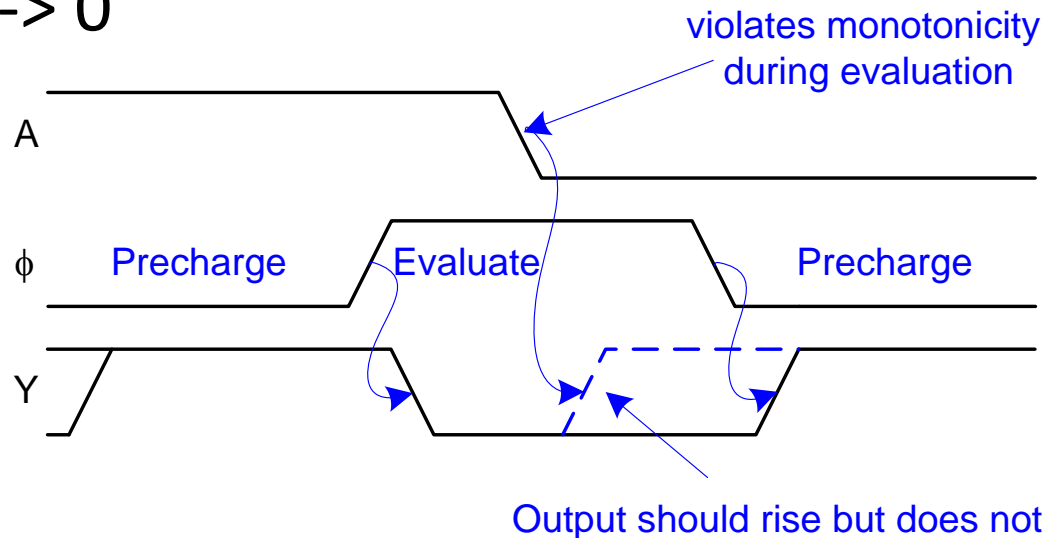 -> 0
violates monotonicity
during evaluation
A
ϕ Precharge Evaluate Precharge
Y
Output should rise but does not